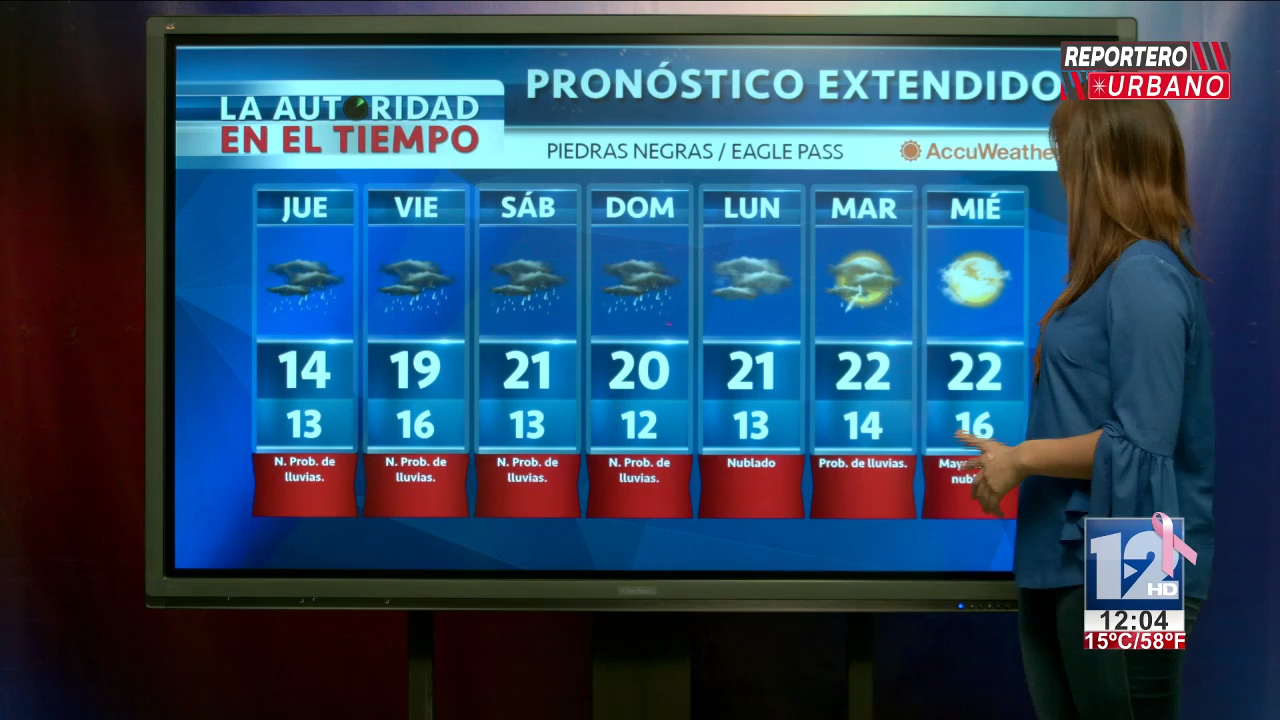 REPORTERO
URBANO
LA AUTORIDAD
EN EL TIEMPO
PRONÓSTICO EXTENDIDO
PIEDRAS NEGRAS / EAGLE PASS
JUE VIE SÁB DOM LUN MAR MIÉ
14 19 21 20 21 22 22
13 16 13 12 13 14 16
N. Prob. de lluvias.
N. Prob. de lluvias.
N. Prob. de lluvias.
N. Prob. de lluvias.
Nublado
Prob. de lluvias.
12
HD
12:04
15°C/58°F